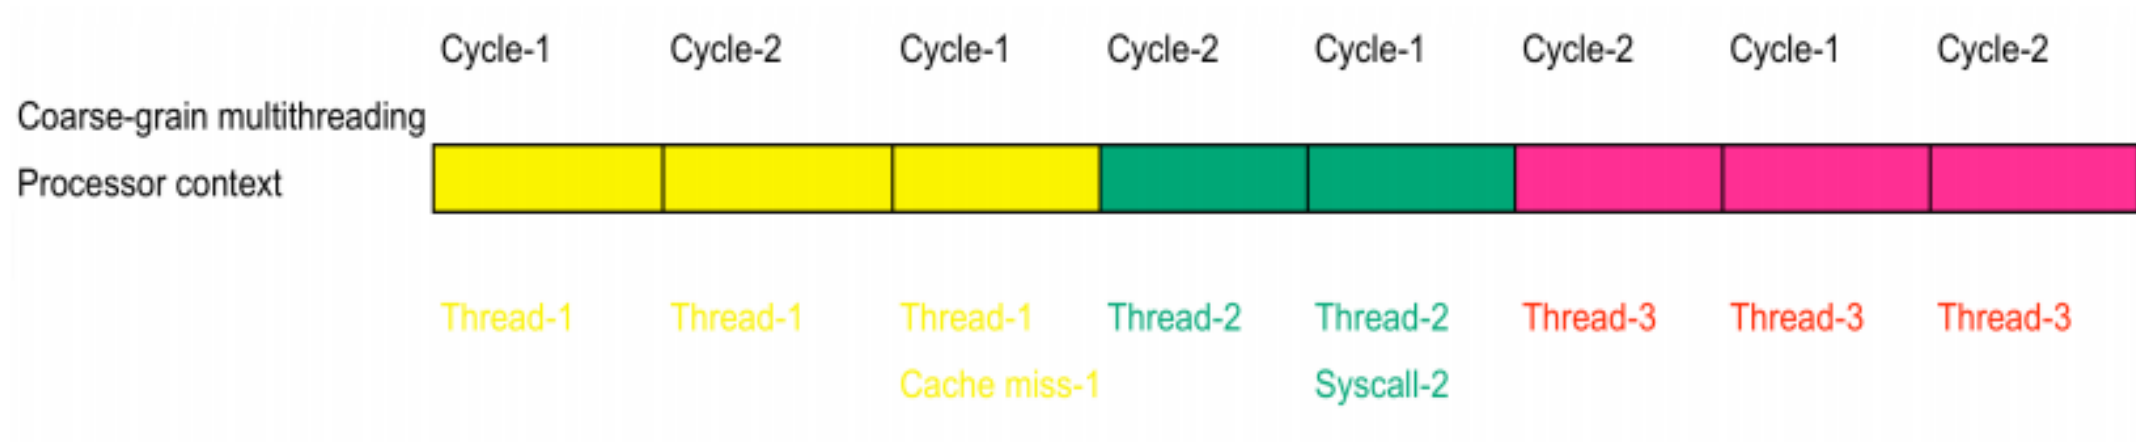 Cycle-1 Cycle-2 Cycle-1 Cycle-2 Cycle-1 Cycle-2 Cycle-1 Cycle-2
Coarse-grain multithreading
Processor context
Thread-1 Thread-1 Thread-1 Thread-2 Thread-2 Thread-3 Thread-3 Thread-3
Cache miss-1 Syscall-2